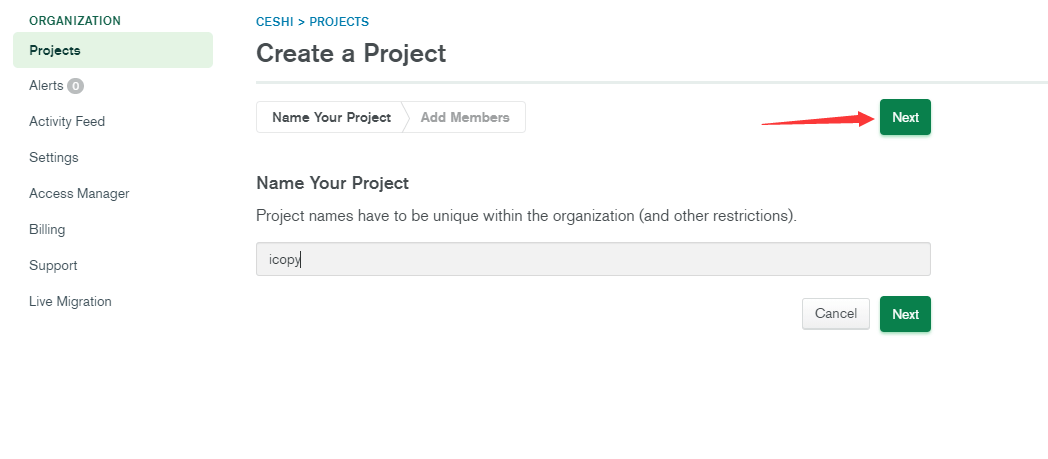 ORGANIZATION
Projects
Alerts 0
Activity Feed
Settings
Access Manager
Billing
Support
Live Migration
CESHI > PROJECTS
Create a Project
Name Your Project Add Members
Next
Name Your Project
Project names have to be unique within the organization (and other restrictions).
icopy
Cancel Next